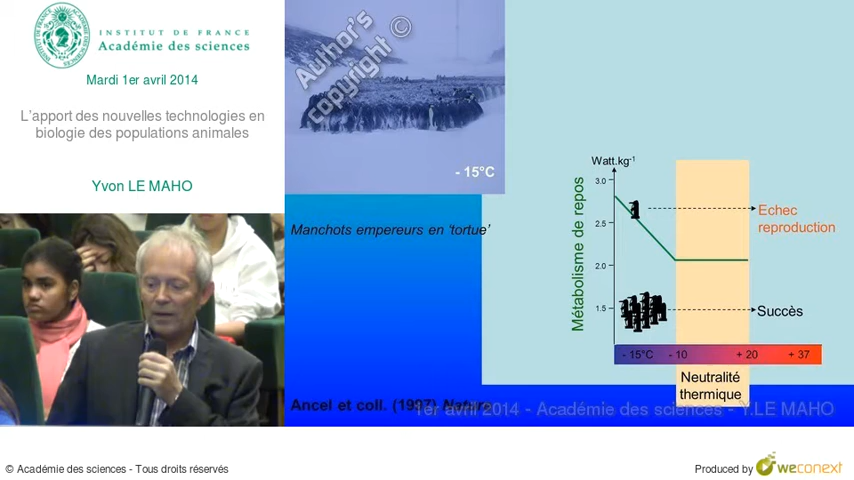 INSTITUT DE FRANCE
Académie des sciences
Mardi 1er avril 2014
L'apport des nouvelles technologies en
biologie des populations animales
Yvon LE MAHO
Author's
copyright ©
- 15°C
Manchots empereurs en 'tortue'
Watt.kg-1
3.0
2.5
2.0
1.5
Métabolisme de repos
Echec
reproduction
Succès
- 15°C - 10 + 20 + 37
Neutralité
thermique
Ancel et coll. (1997) Nature
1er avril 2014 - Académie des sciences - Y.LE MAHO
© Académie des sciences - Tous droits réservés
Produced by weconext